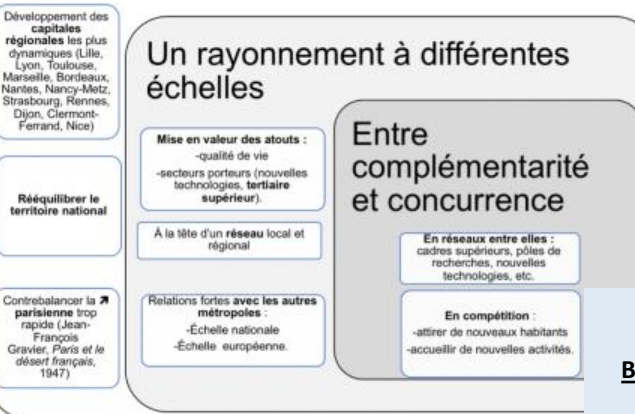 Développement des
capitales
régionales les plus
dynamiques (Lille,
Lyon, Toulouse,
Marseille, Bordeaux,
Nantes, Nancy-Metz,
Strasbourg, Rennes,
Dijon, Clermont-
Ferrand, Nice)
Rééquilibrer le
territoire national
Contrebalancer la ↗
parisienne trop
rapide (Jean-
François
Gravier, Paris et le
désert français,
1947)
Un rayonnement à différentes
échelles
Mise en valeur des atouts :
-qualité de vie
-secteurs porteurs (nouvelles
technologies, tertiaire
supérieur).
À la tête d'un réseau local et
régional
Relations fortes avec les autres
métropoles :
-Échelle nationale
-Échelle européenne.
Entre
complémentarité
et concurrence
En réseaux entre elles :
cadres supérieurs, pôles de
recherches, nouvelles
technologies, etc.
En compétition :
-attirer de nouveaux habitants
-accueillir de nouvelles activités.
B